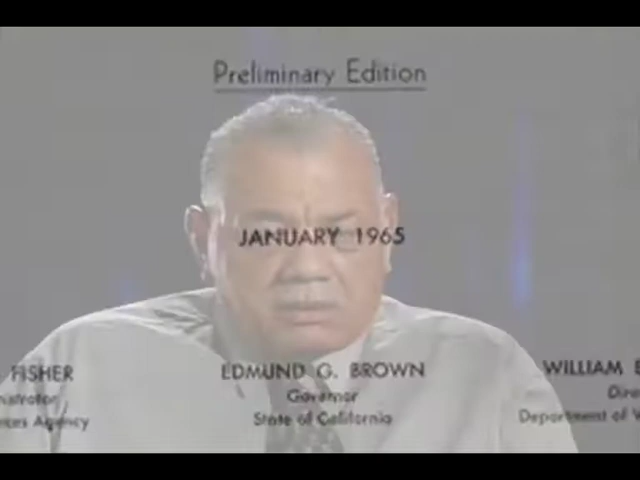 Preliminary Edition
JANUARY 1965
FISHER EDMUND G. BROWN WILLIAM
Governor
State of California Department of